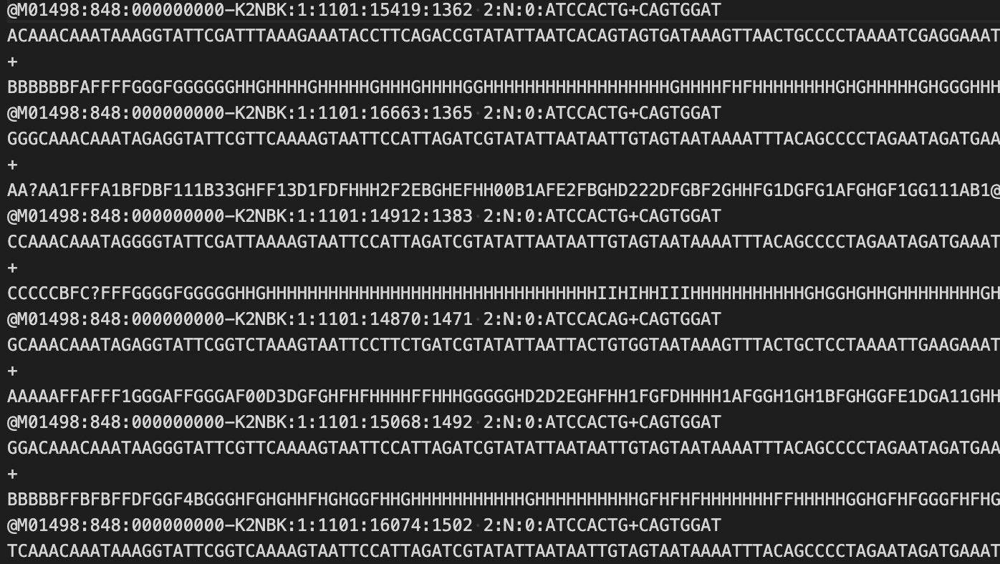 @M01498:848:000000000-K2NBK:1:1101:15419:1362 2:N:0:ATCCACTG+CAGTGGAT
ACAAACAAATAAAGGTATTCGATTTAAAGAAATACCTTCAGACCGTATATTAATCACAGTAGTGATAAAGTTAACTGCCCCTAAAATCGAGGAAAT
+
BBBBBBFAFFFFGGGFGGGGGGHHGHHHHGHHHHHGHHHGHHHHGGHHHHHHHHHHHHHHHHHHGHHHHFHFHHHHHHHHGHGHHHHHGHGGGHHH
@M01498:848:000000000-K2NBK:1:1101:16663:1365 2:N:0:ATCCACTG+CAGTGGAT
GGGCAAACAAATAGAGGTATTCGTTCAAAAGTAATTCCATTAGATCGTATATTAATAATTGTAGTAATAAAATTTACAGCCCCTAGAATAGATGAA
+
AA?AA1FFFA1BFDBF111B33GHFF13D1FDFHHH2F2EBGHEFHH00B1AFE2FBGHD222DFGBF2GHHFG1DGFG1AFGHGF1GG111AB1@
@M01498:848:000000000-K2NBK:1:1101:14912:1383 2:N:0:ATCCACTG+CAGTGGAT
CCAAACAAATAGGGGTATTCGATTAAAAGTAATTCCATTAGATCGTATATTAATAATTGTAGTAATAAAATTTACAGCCCCTAGAATAGATGAAAT
+
CCCCCBFC?FFFGGGGFGGGGGHHGHHHHHHHHHHHHHHHHHHHHHHHHHHHHHHHHIIHIHHIIIHHHHHHHHHHHGHGGHGHHGHHHHHHHHGH
@M01498:848:000000000-K2NBK:1:1101:14870:1471 2:N:0:ATCCACAG+CAGTGGAT
GCAAACAAATAGAGGTATTCGGTCTAAAGTAATTCCTTCTGATCGTATATTAATTACTGTGGTAATAAAGTTTACTGCTCCTAAAATTGAAGAAAT
+
AAAAAFFAFFF1GGGAFFGGGAF00D3DGFGHFHFHHHHFFHHHGGGGGHD2D2EGHFHH1FGFDHHHH1AFGGH1GH1BFGHGGFE1DGA11GHH
@M01498:848:000000000-K2NBK:1:1101:15068:1492 2:N:0:ATCCACTG+CAGTGGAT
GGACAAACAAATAAGGGTATTCGTTCAAAAGTAATTCCATTAGATCGTATATTAATAATTGTAGTAATAAAATTTACAGCCCCTAGAATAGATGAA
+
BBBBBFFBFBFFDFGGF4BGGGHFGHGHHFHGHGGFHHGHHHHHHHHHHHGHHHHHHHHHHGFHFHFHHHHHHHFFHHHHHGGHGFHFGGGFHFHG
@M01498:848:000000000-K2NBK:1:1101:16074:1502 2:N:0:ATCCACTG+CAGTGGAT
TCAAACAAATAAAGGTATTCGGTCAAAAGTAATTCCATTAGATCGTATATTAATAATTGTAGTAATAAAATTTACAGCCCCTAGAATAGATGAAAT